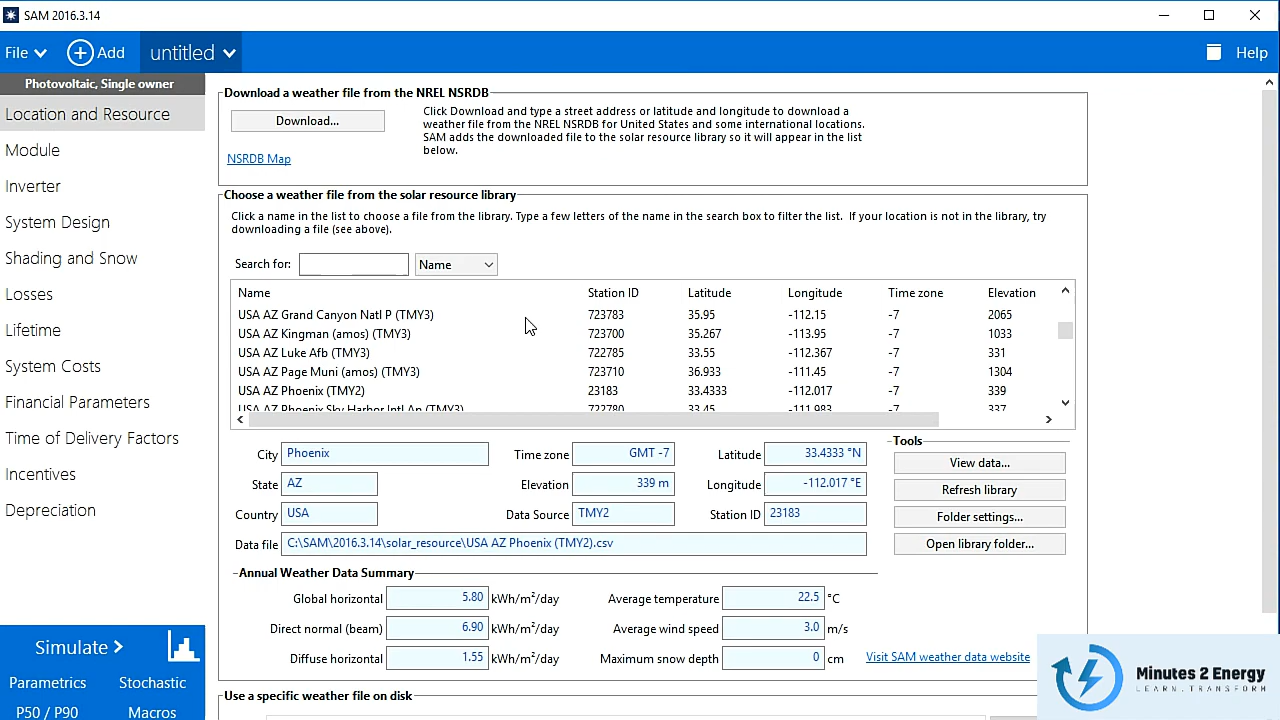 SAM 2016.3.14
File
Add
untitled
Help
Photovoltaic, Single owner
Location and Resource
Module
Inverter
System Design
Shading and Snow
Losses
Lifetime
System Costs
Financial Parameters
Time of Delivery Factors
Incentives
Depreciation
Simulate >
Parametrics Stochastic
P50 / P90 Macros
Download a weather file from the NREL NSRDB
Download...
Click Download and type a street address or latitude and longitude to download a
weather file from the NREL NSRDB for United States and some international locations.
SAM adds the downloaded file to the solar resource library so it will appear in the list
below.
NSRDB Map
Choose a weather file from the solar resource library
Click a name in the list to choose a file from the library. Type a few letters of the name in the search box to filter the list. If your location is not in the library, try
downloading a file (see above).
Search for: Name
Name Station ID Latitude Longitude Time zone Elevation
USA AZ Grand Canyon Natl P (TMY3) 723783 35.95 -112.15 -7 2065
USA AZ Kingman (amos) (TMY3) 723700 35.267 -113.95 -7 1033
USA AZ Luke Afb (TMY3) 722785 33.55 -112.367 -7 331
USA AZ Page Muni (amos) (TMY3) 723710 36.933 -111.45 -7 1304
USA AZ Phoenix (TMY2) 23183 33.4333 -112.017 -7 339
USA AZ Phoenix Sky Harbor Intl Ap (TMY3) 722780 33.45 -111.983 -7 337
City Phoenix Time zone GMT -7 Latitude 33.4333 °N
State AZ Elevation 339 m Longitude -112.017 °E
Country USA Data Source TMY2 Station ID 23183
Data file C:\SAM\2016.3.14\solar_resource\USA AZ Phoenix (TMY2).csv
Tools
View data...
Refresh library
Folder settings...
Open library folder...
Annual Weather Data Summary
Global horizontal 5.80 kWh/m²/day Average temperature 22.5 °C
Direct normal (beam) 6.90 kWh/m²/day Average wind speed 3.0 m/s
Diffuse horizontal 1.55 kWh/m²/day Maximum snow depth 0 cm
Visit SAM weather data website
Use a specific weather file on disk
Minutes 2 Energy
LEARN.TRANSFORM